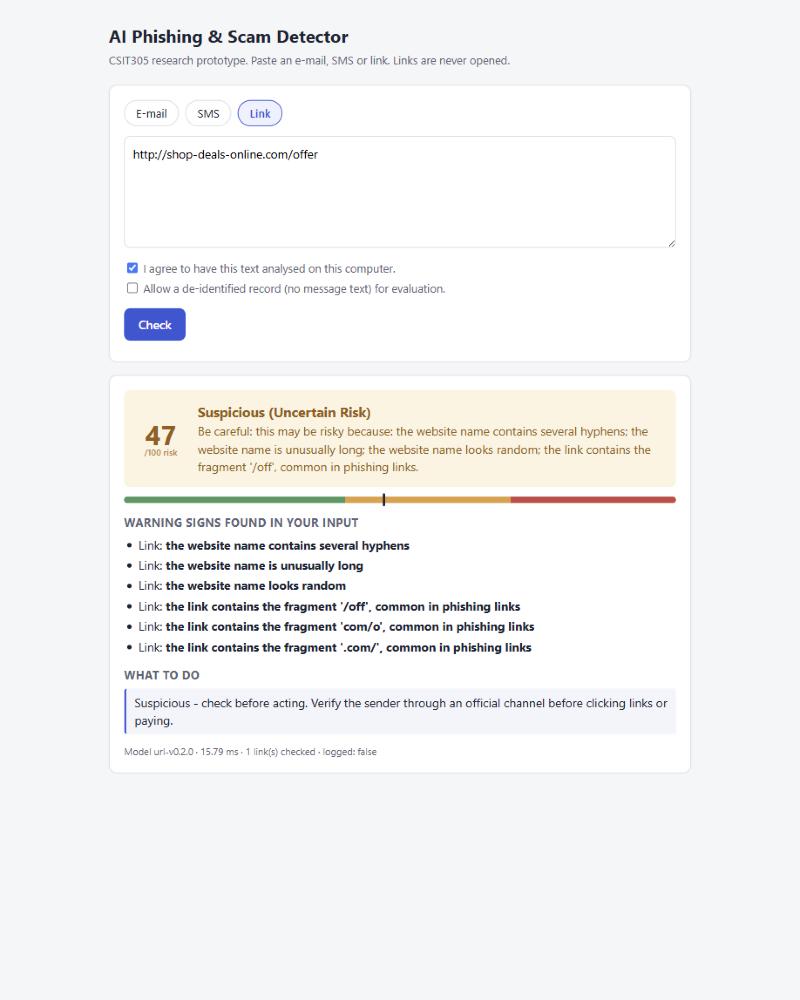 AI Phishing & Scam Detector
CSIT305 research prototype. Paste an e-mail, SMS or link. Links are never opened.
E-mail SMS Link
http://shop-deals-online.com/offer
I agree to have this text analysed on this computer.
Allow a de-identified record (no message text) for evaluation.
Check
Suspicious (Uncertain Risk)
47
/100 risk
Be careful: this may be risky because: the website name contains several hyphens; the
website name is unusually long; the website name looks random; the link contains the
fragment '/off', common in phishing links.
WARNING SIGNS FOUND IN YOUR INPUT
• Link: the website name contains several hyphens
• Link: the website name is unusually long
• Link: the website name looks random
• Link: the link contains the fragment '/off', common in phishing links
• Link: the link contains the fragment 'com/o', common in phishing links
• Link: the link contains the fragment '.com/', common in phishing links
WHAT TO DO
Suspicious - check before acting. Verify the sender through an official channel before clicking links or
paying.
Model url-v0.2.0 · 15.79 ms · 1 link(s) checked · logged: false